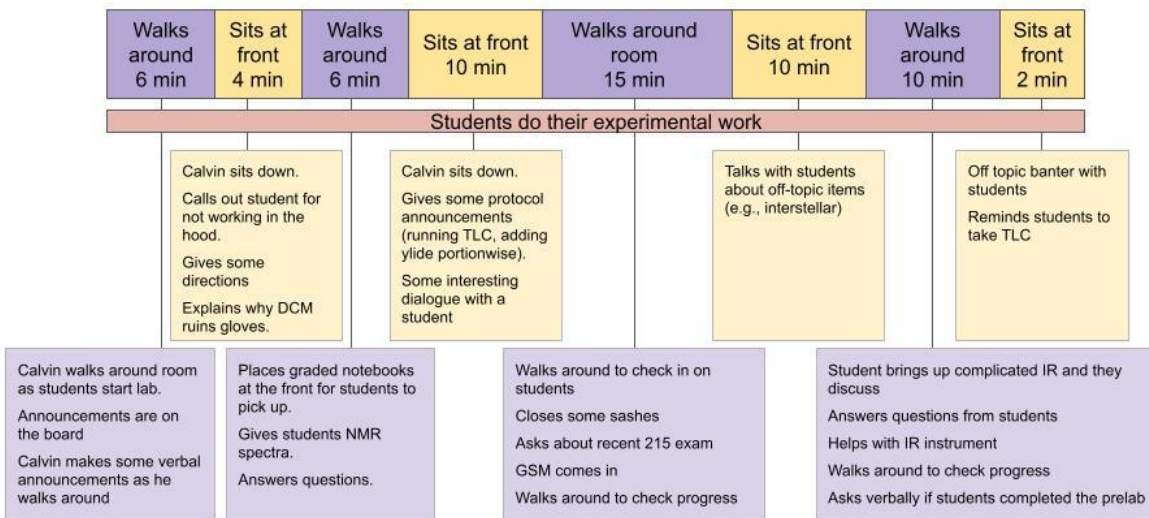 Walks
around
6 min
Sits at
front
4 min
Walks
around
6 min
Sits at front
10 min
Walks around
room
15 min
Sits at front
10 min
Walks
around
10 min
Sits at
front
2 min
Students do their experimental work
Calvin sits down.
Calls out student for
not working in the
hood.
Gives some
directions
Explains why DCM
ruins gloves.
Calvin sits down.
Gives some protocol
announcements
(running TLC, adding
ylide portionwise).
Some interesting
dialogue with a
student
Talks with students
about off-topic items
(e.g., interstellar)
Off topic banter with
students
Reminds students to
take TLC
Calvin walks around room
as students start lab.
Announcements are on
the board
Calvin makes some verbal
announcements as he
walks around
Places graded notebooks
at the front for students to
pick up.
Gives students NMR
spectra.
Answers questions.
Walks around to check in on
students
Closes some sashes
Asks about recent 215 exam
GSM comes in
Walks around to check progress
Student brings up complicated IR and they
discuss
Answers questions from students
Helps with IR instrument
Walks around to check progress
Asks verbally if students completed the prelab